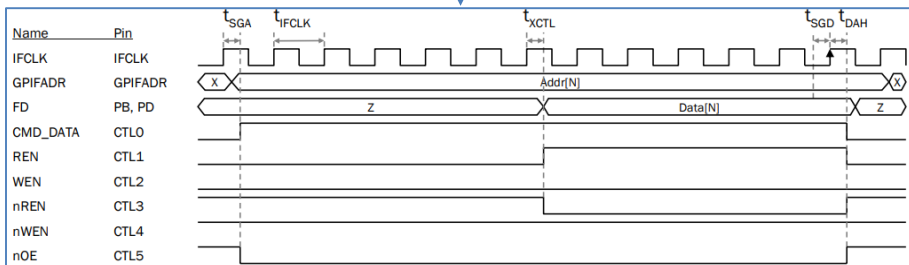 tSGA tIFCLK tXCTL tSGD tDAH
Name Pin
IFCLK IFCLK
GPIFADR GPIFADR X Addr[N] X
FD PB, PD Z Data[N] Z
CMD_DATA CTL0
REN CTL1
WEN CTL2
nREN CTL3
nWEN CTL4
nOE CTL5